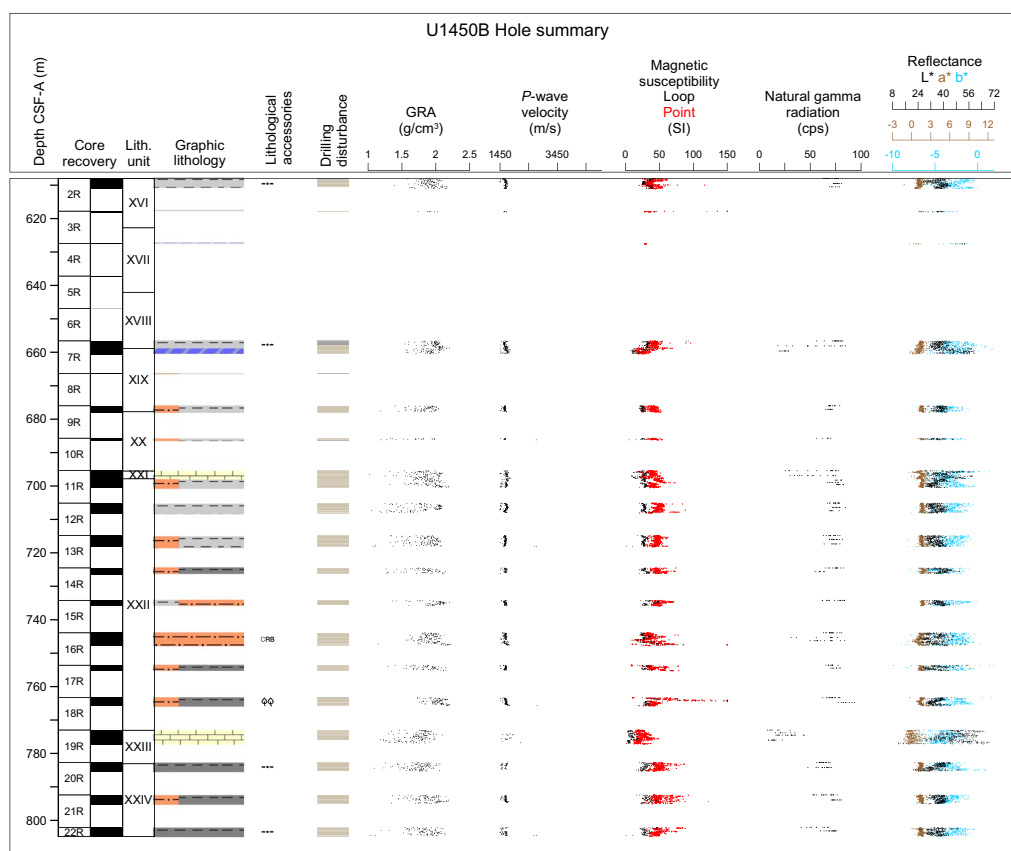 U1450B Hole summary
Depth CSF-A (m)
Core
recovery
Lith.
unit
Graphic
lithology
Lithological
accessories
Drilling
disturbance
GRA
(g/cm³)
1 1.5 2 2.5
P-wave
velocity
(m/s)
1450 3450
Magnetic
susceptibility
Loop
Point
(SI)
0 50 100 150
Natural gamma
radiation
(cps)
0 25 50 75 100
Reflectance
L* a* b*
8 24 40 56 72
-3 0 3 6 9 12
-10 -5 0
2R
XVI
620
3R
4R
XVII
640
5R
6R
XVIII
660
7R
8R
XIX
680
9R
XX
10R
XXI
700
11R
12R
720
13R
14R
XXII
740
15R
16R
CRB
17R
760
18R
780
19R
XXIII
20R
XXIV
21R
800
22R